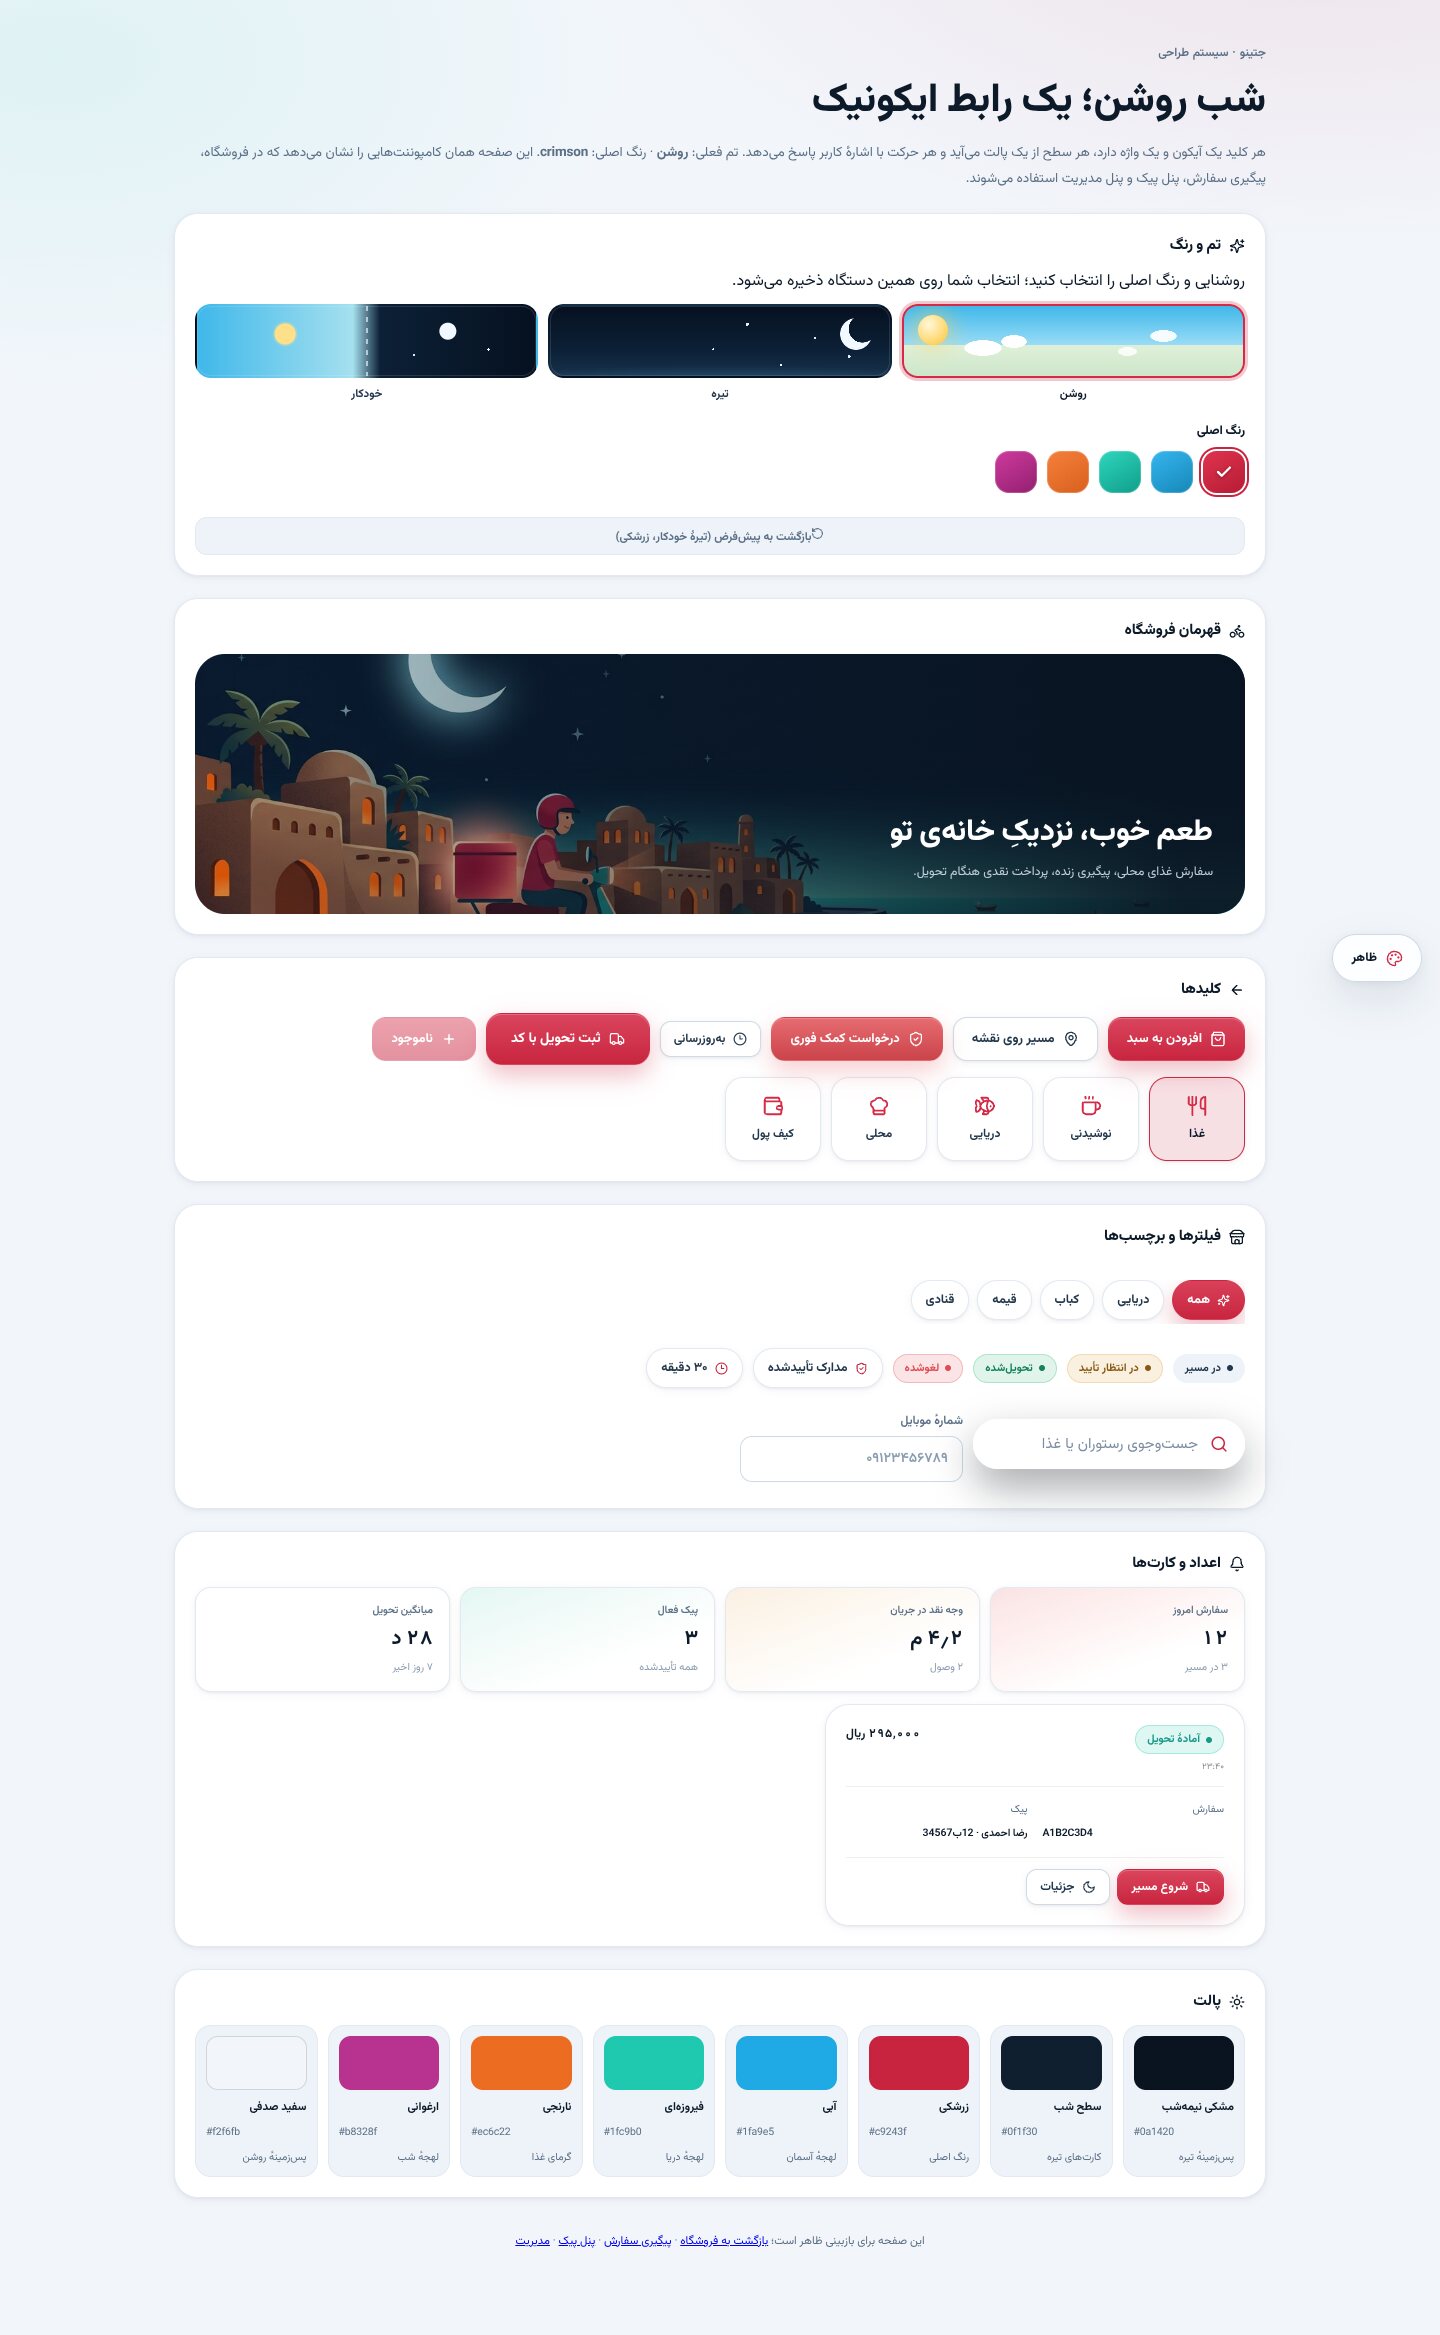 جتینو · سیستم طراحی
شب روشن؛ یک رابط ایکونیک
هر کلید یک آیکون و یک واژه دارد، هر سطح از یک پالت می‌آید و هر حرکت با اشارهٔ کاربر پاسخ می‌دهد. تم فعلی: روشن · رنگ اصلی: crimson. این صفحه همان کامپوننت‌هایی را نشان می‌دهد که در فروشگاه،
پیگیری سفارش، پنل پیک و پنل مدیریت استفاده می‌شوند.
تم و رنگ
روشنایی و رنگ اصلی را انتخاب کنید؛ انتخاب شما روی همین دستگاه ذخیره می‌شود.
روشن
تیره
خودکار
رنگ اصلی
بازگشت به پیش‌فرض (تیرهٔ خودکار، زرشکی)
قهرمان فروشگاه
طعم خوب، نزدیکِ خانه‌ی تو
سفارش غذای محلی، پیگیری زنده، پرداخت نقدی هنگام تحویل.
ظاهر
کلیدها
افزودن به سبد
مسیر روی نقشه
درخواست کمک فوری
به‌روزرسانی
ثبت تحویل با کد
ناموجود
غذا
نوشیدنی
دریایی
محلی
کیف پول
فیلترها و برچسب‌ها
همه
دریایی
کباب
قیمه
قنادی
در مسیر
در انتظار تأیید
تحویل‌شده
لغوشده
مدارک تأییدشده
۳۰ دقیقه
جست‌وجوی رستوران یا غذا
شمارهٔ موبایل
۰۹۱۲۳۴۵۶۷۸۹
اعداد و کارت‌ها
سفارش امروز
۱۲
۳ در مسیر
وجه نقد در جریان
۴٫۲ م
۲ وصول
پیک فعال
۳
همه تأییدشده
میانگین تحویل
۲۸ د
۷ روز اخیر
آمادهٔ تحویل
۲۳:۴۰
۲۹۵,۰۰۰ ریال
سفارش
A1B2C3D4
پیک
رضا احمدی · 12ب34567
شروع مسیر
جزئیات
پالت
مشکی نیمه‌شب
#0a1420
پس‌زمینهٔ تیره
سطح شب
#0f1f30
کارت‌های تیره
زرشکی
#c9243f
رنگ اصلی
آبی
#1fa9e5
لهجهٔ آسمان
فیروزه‌ای
#1fc9b0
لهجهٔ دریا
نارنجی
#ec6c22
گرمای غذا
ارغوانی
#b8328f
لهجهٔ شب
سفید صدفی
#f2f6fb
پس‌زمینهٔ روشن
این صفحه برای بازبینی ظاهر است؛ بازگشت به فروشگاه · پیگیری سفارش · پنل پیک · مدیریت